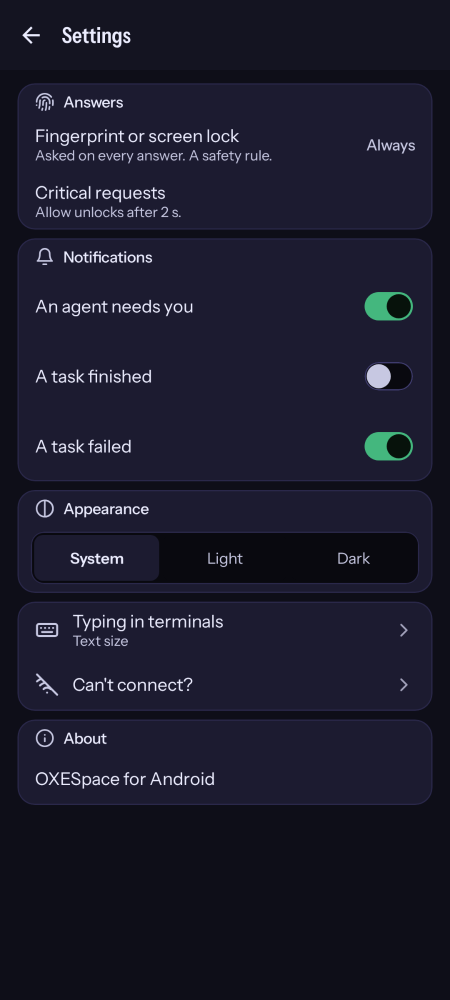 Settings
Answers
Fingerprint or screen lock
Asked on every answer. A safety rule.
Always
Critical requests
Allow unlocks after 2 s.
Notifications
An agent needs you
A task finished
A task failed
Appearance
System Light Dark
Typing in terminals
Text size
Can't connect?
About
OXESpace for Android